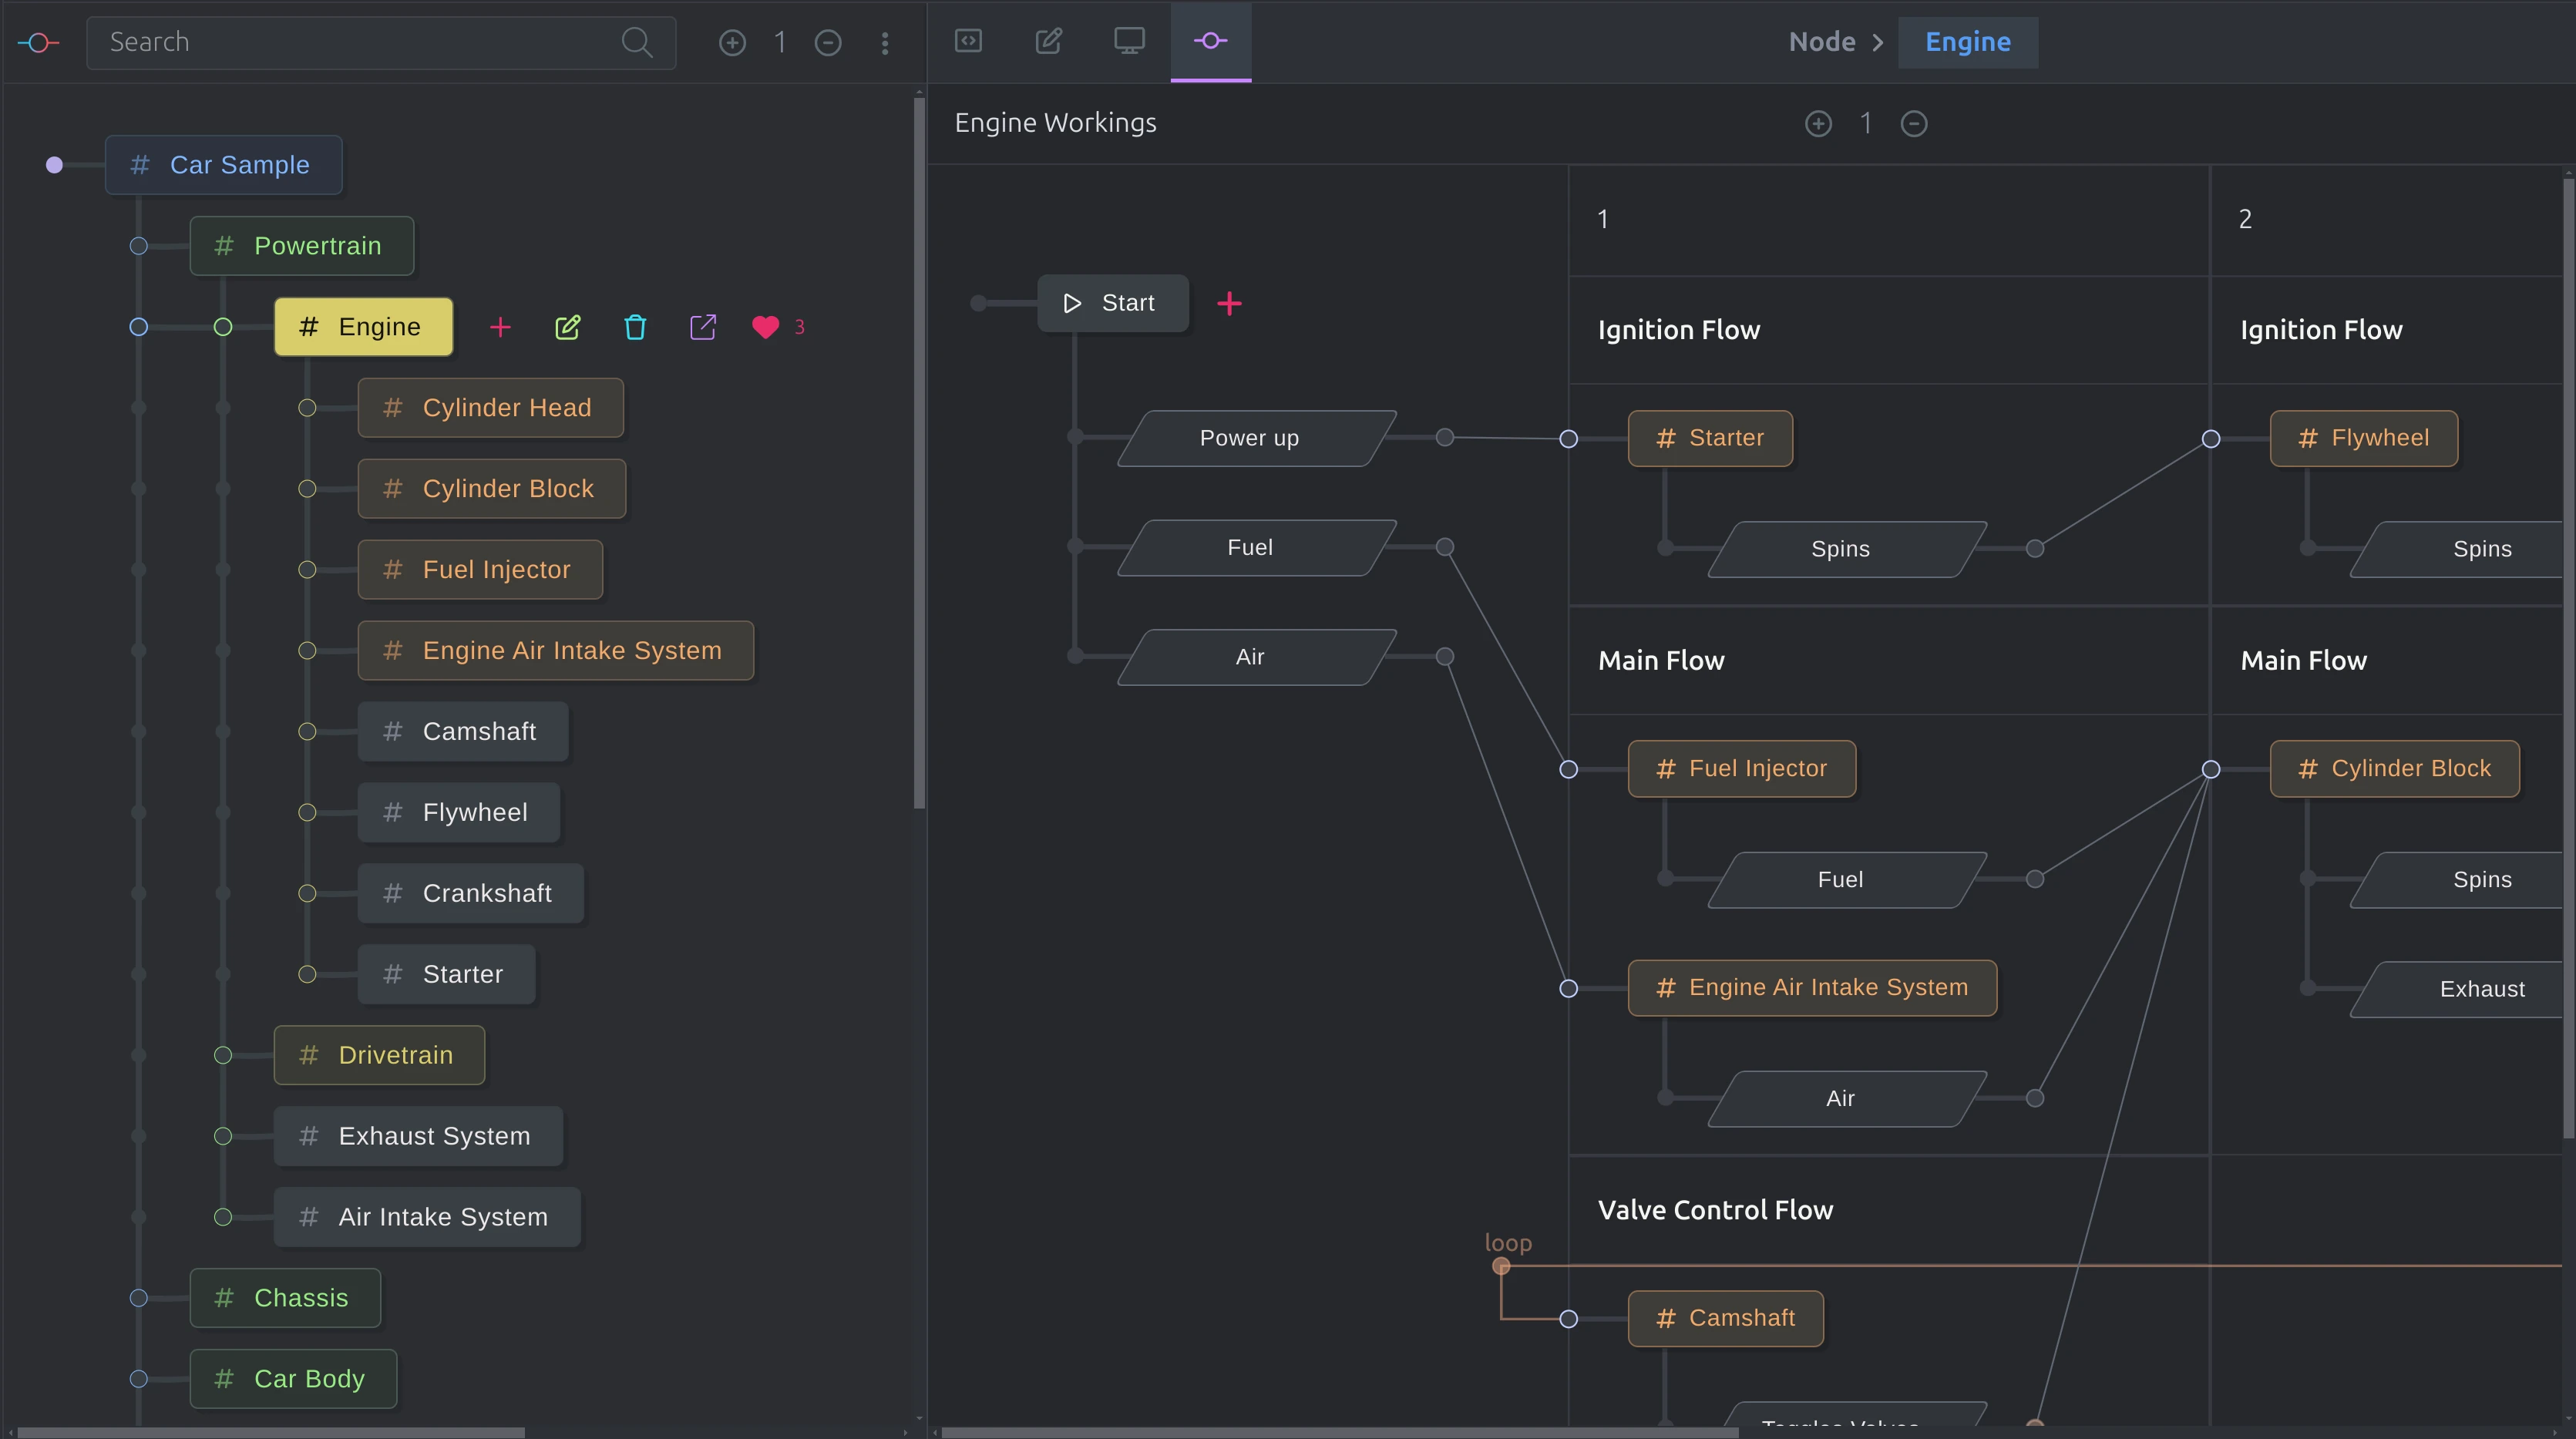 Search
1
Node > Engine
Engine Workings
1
# Car Sample
# Powertrain
# Engine
3
# Cylinder Head
# Cylinder Block
# Fuel Injector
# Engine Air Intake System
# Camshaft
# Flywheel
# Crankshaft
# Starter
# Drivetrain
# Exhaust System
# Air Intake System
# Chassis
# Car Body
Start
Power up
Fuel
Air
1
2
Ignition Flow
Ignition Flow
# Starter
# Flywheel
Spins
Spins
Main Flow
Main Flow
# Fuel Injector
# Cylinder Block
Fuel
Spins
# Engine Air Intake System
Exhaust
Air
Valve Control Flow
loop
# Camshaft
Toggles Valves